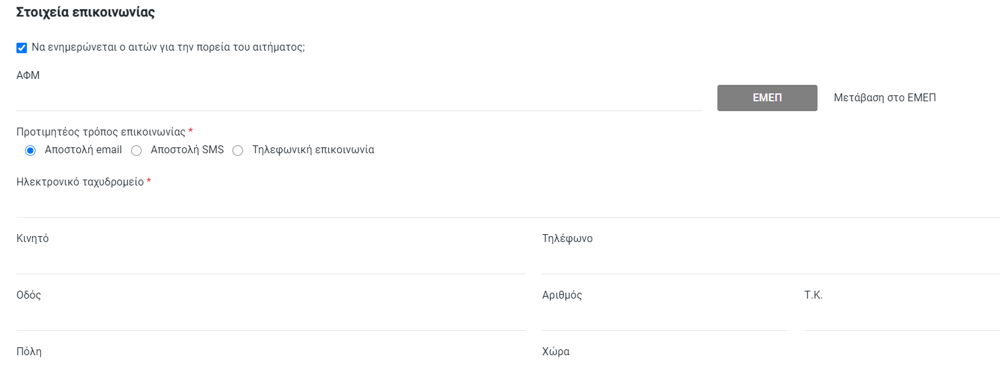 Στοιχεία επικοινωνίας
Να ενημερώνεται ο αιτών για την πορεία του αιτήματος;
ΑΦΜ
ΕΜΕΠ Μετάβαση στο ΕΜΕΠ
Προτιμητέος τρόπος επικοινωνίας *
Αποστολή email Αποστολή SMS Τηλεφωνική επικοινωνία
Ηλεκτρονικό ταχυδρομείο *
Κινητό Τηλέφωνο
Οδός Αριθμός Τ.Κ.
Πόλη Χώρα